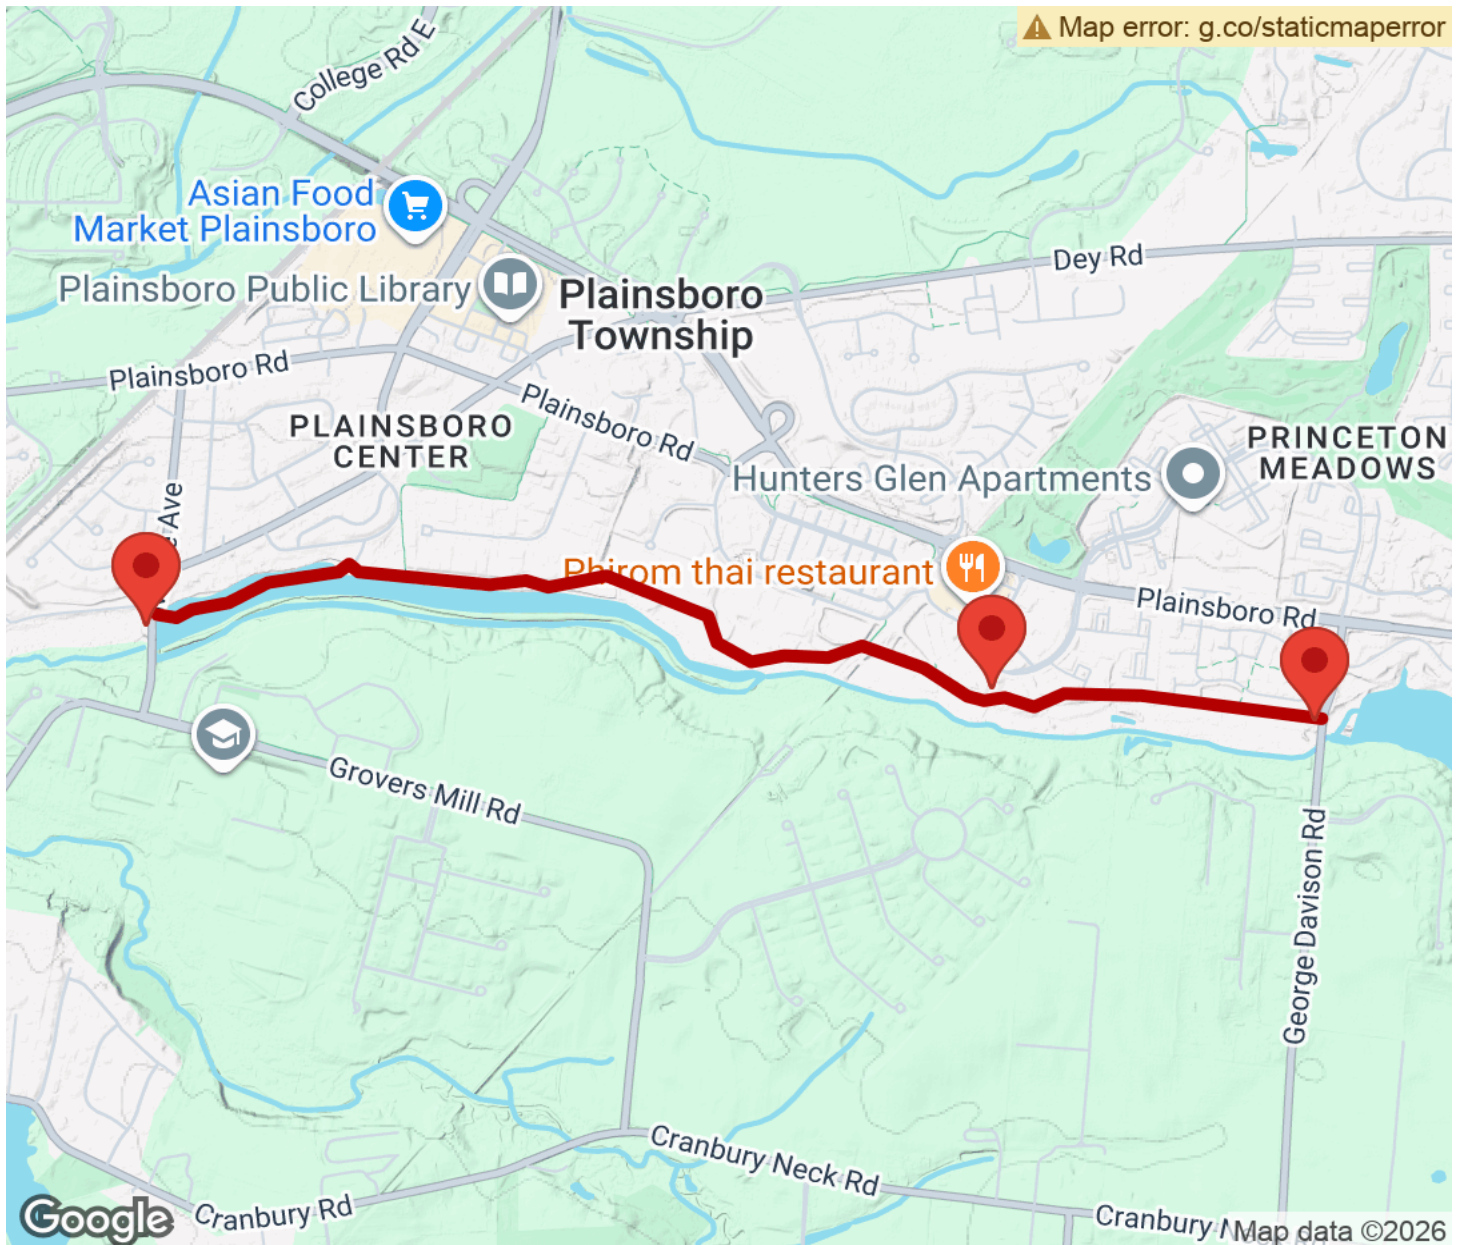 Map error: g.co/staticmaperror
College Rd E
Asian Food
Market Plainsboro
Plainsboro Public Library
Plainsboro
Township
Dey Rd
Plainsboro Rd
Plainsboro Rd
PLAINSBORO
CENTER
PRINCETON
MEADOWS
Hunters Glen Apartments
Ave
Phirom thai restaurant
Plainsboro Rd
Grovers Mill Rd
George Davison Rd
Cranbury Neck Rd
Cranbury Rd
Cranbury
Google
Map data ©2026